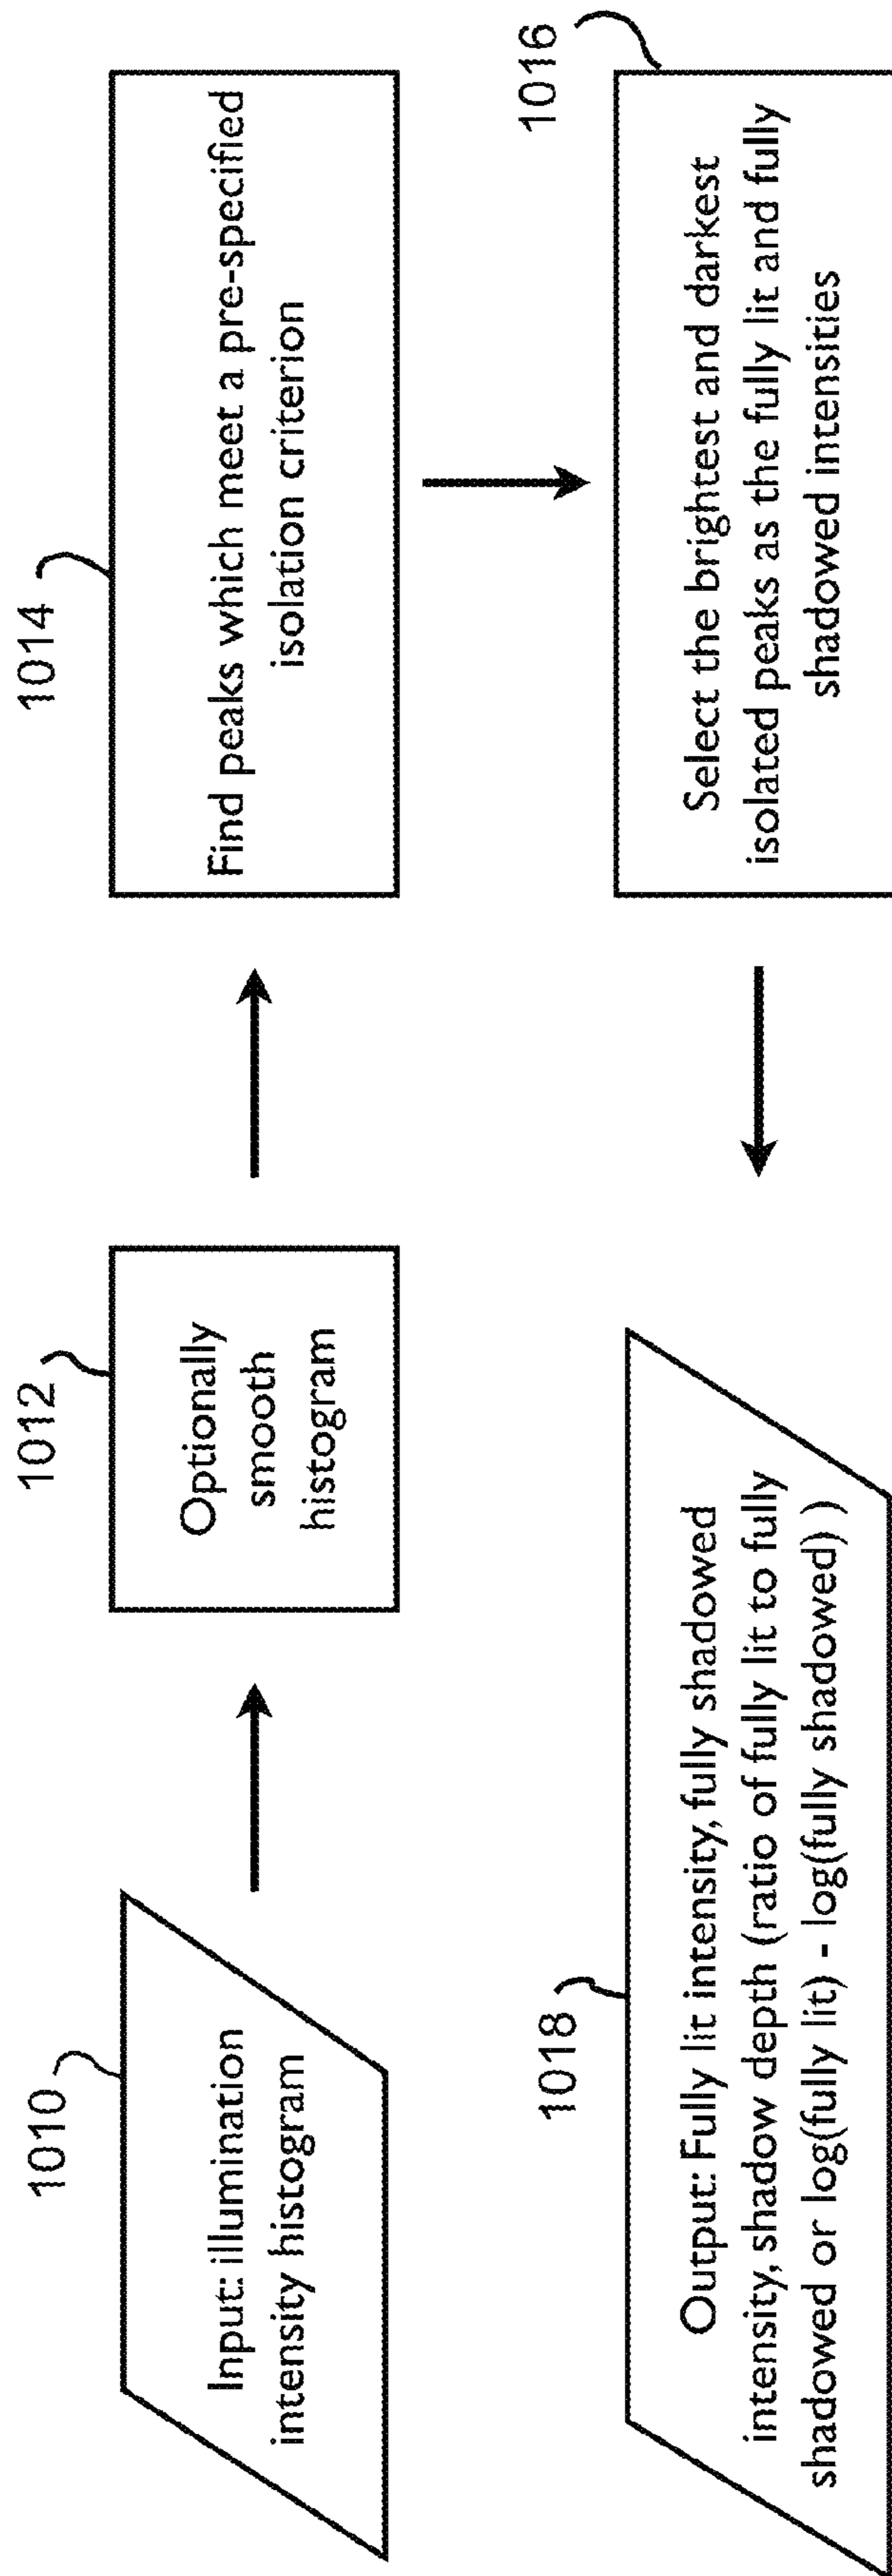 1010
Input: illumination
intensity histogram
1012
Optionally
smooth
histogram
1014
Find peaks which meet a pre-specified
isolation criterion
1016
Select the brightest and darkest
isolated peaks as the fully lit and fully
shadowed intensities
1018
Output: Fully lit intensity, fully shadowed
intensity, shadow depth (ratio of fully lit to fully
shadowed or log(fully lit) - log(fully shadowed) )